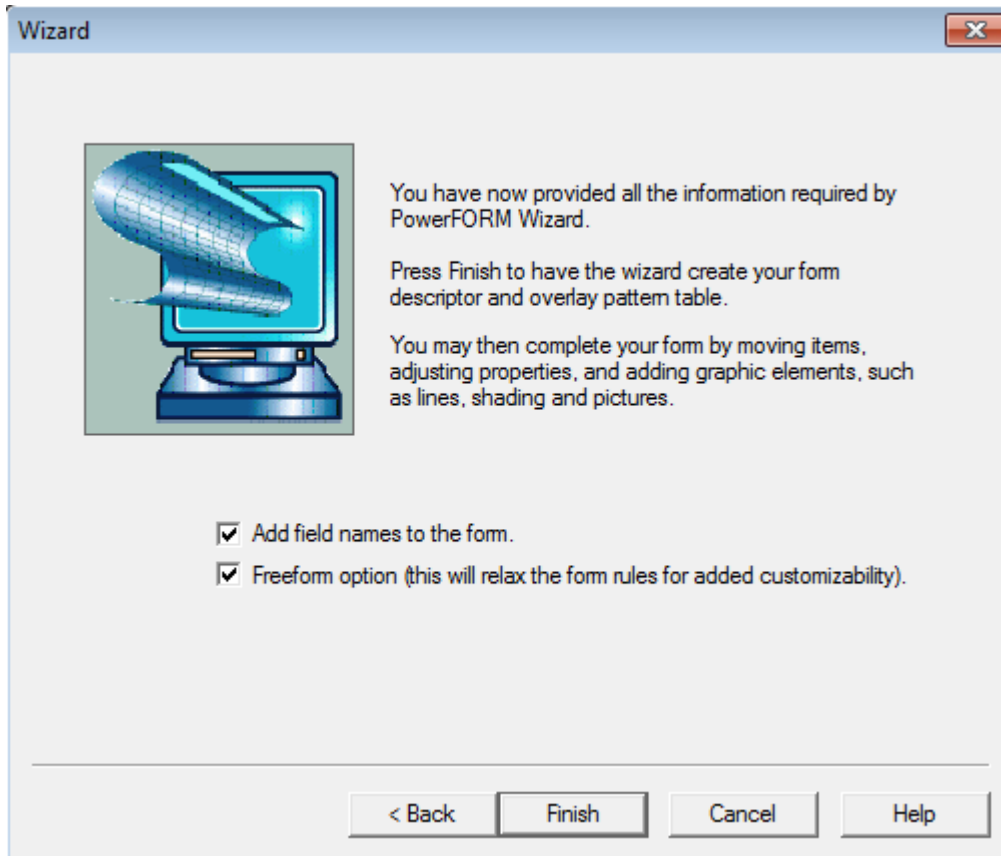 Wizard
You have now provided all the information required by
PowerFORM Wizard.
Press Finish to have the wizard create your form
descriptor and overlay pattern table.
You may then complete your form by moving items,
adjusting properties, and adding graphic elements, such
as lines, shading and pictures.
Add field names to the form.
Freeform option (this will relax the form rules for added customizability).
< Back Finish Cancel Help